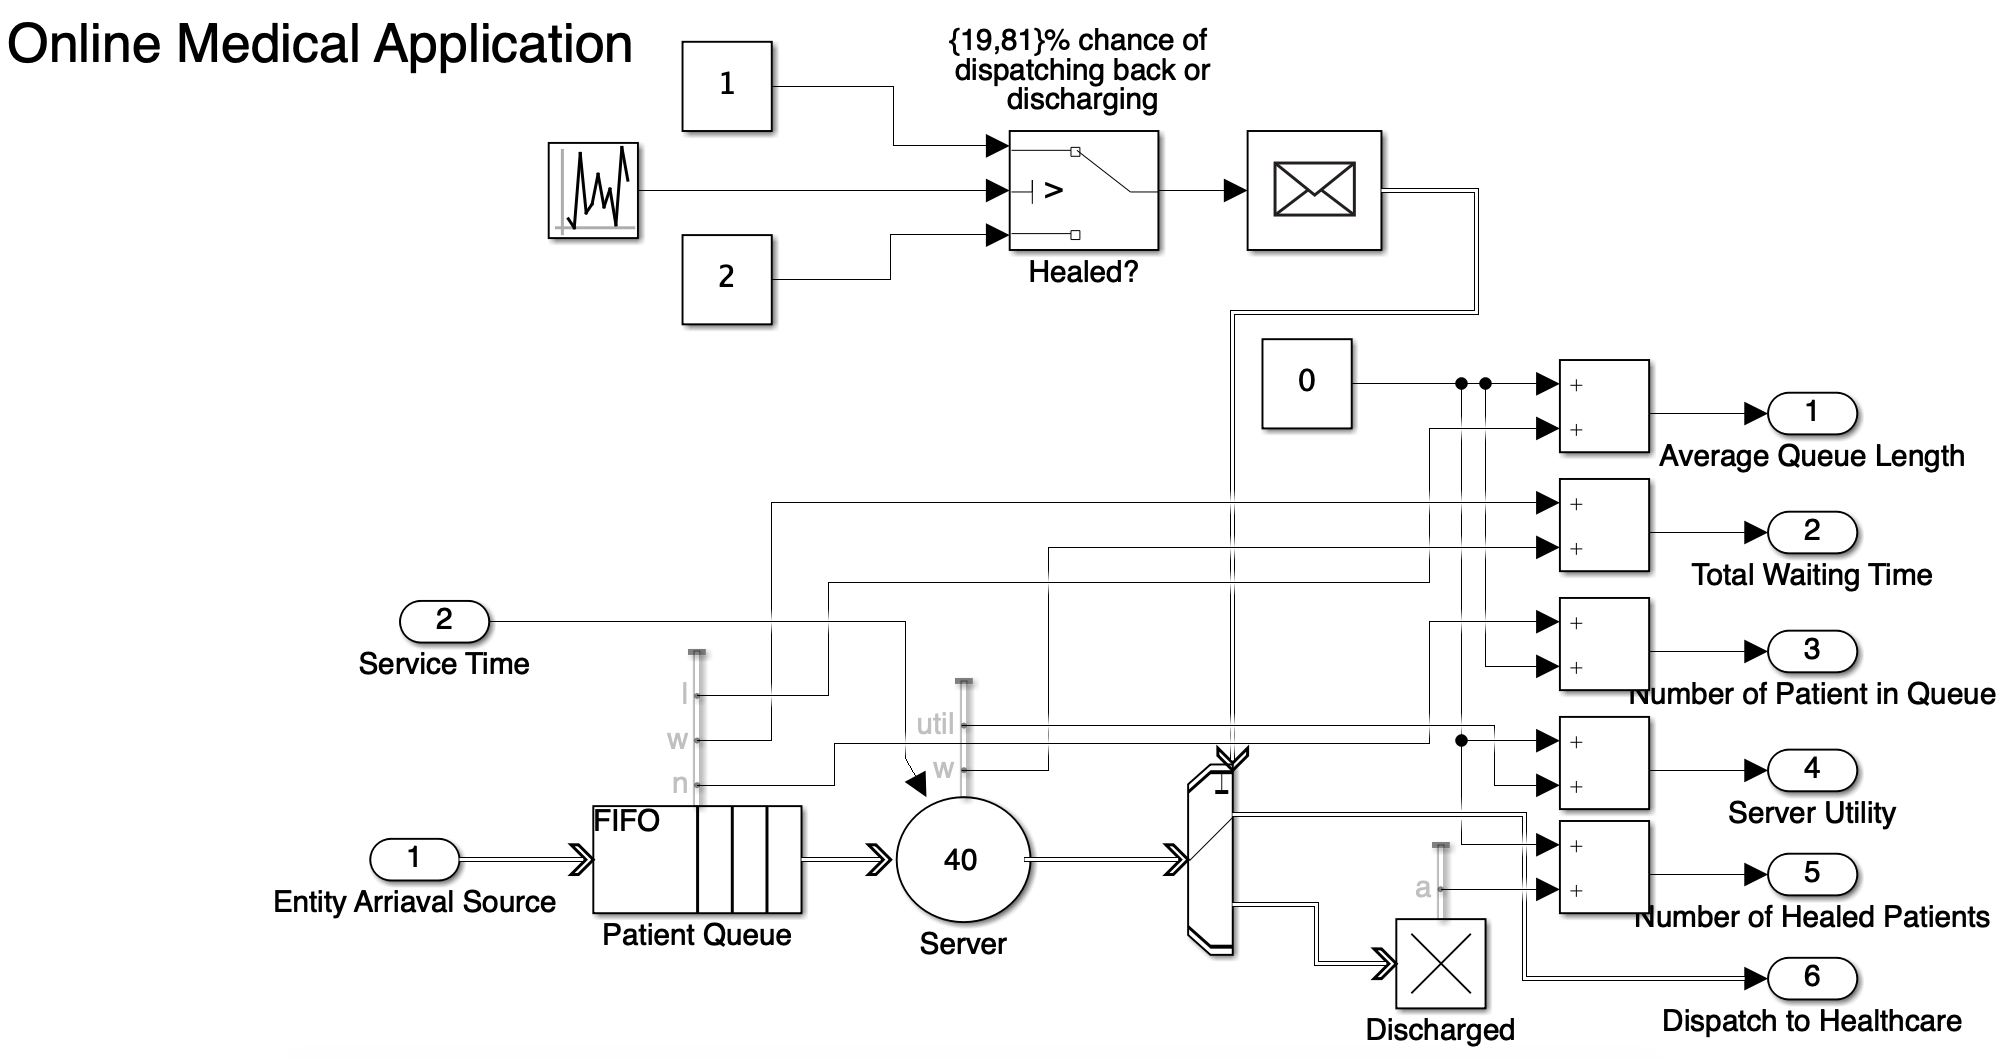 Online Medical Application
{19,81}% chance of
dispatching back or
discharging
1
>
2
Healed?
0
+
+
1
Average Queue Length
+
+
2
Total Waiting Time
2
Service Time
+
+
3
Number of Patient in Queue
l
w
n
util
w
+
+
4
Server Utility
FIFO
1
Entity Arriaval Source
Patient Queue
40
Server
a
+
+
5
Number of Healed Patients
Discharged
6
Dispatch to Healthcare